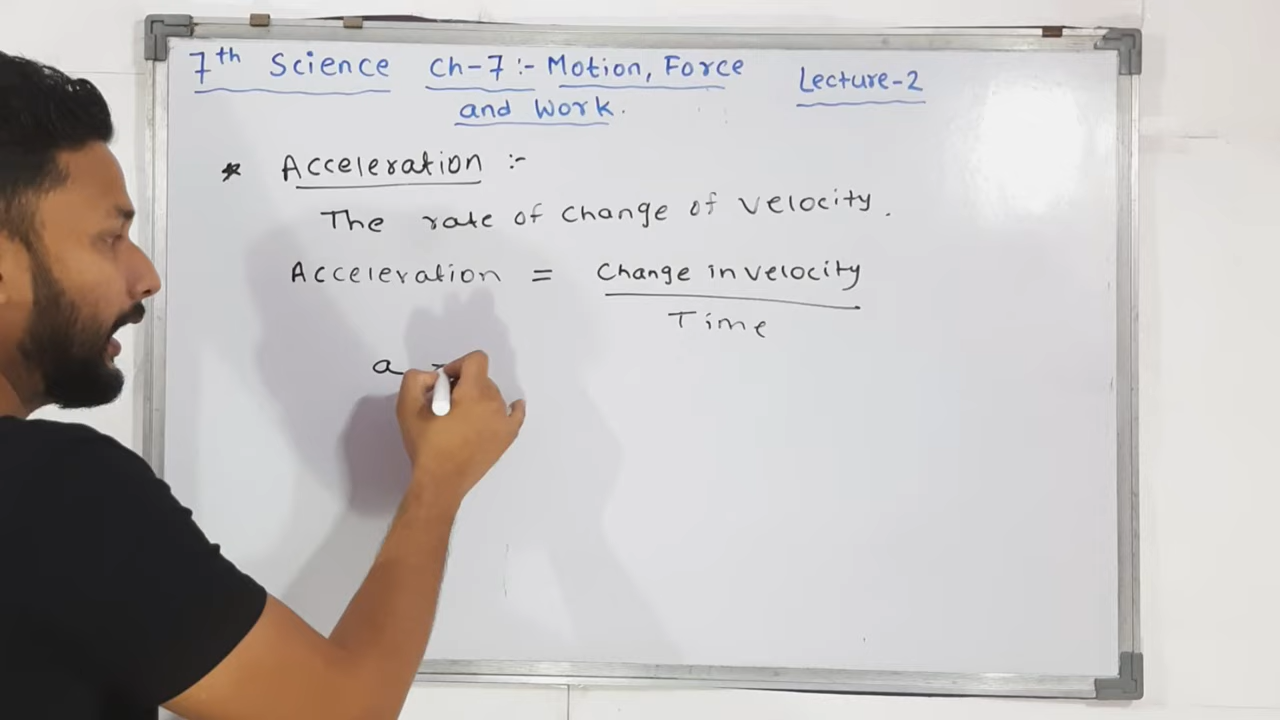 7th Science Ch-7:- Motion, Force and Work. Lecture-2
* Acceleration :-
The rate of change of velocity.
Acceleration = Change in velocity
Time
a =